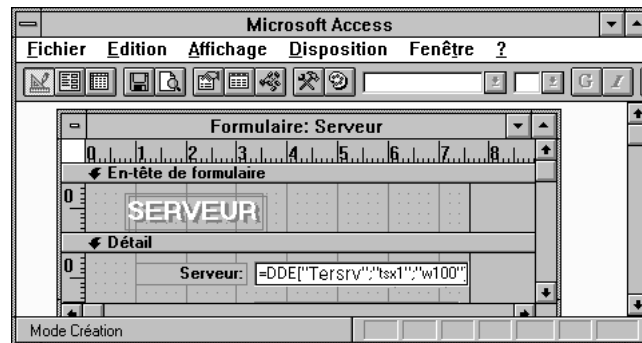 Microsoft Access
Fichier Edition Affichage Disposition Fenêtre ?
G I
Formulaire: Serveur
0 1 2 3 4 5 6 7 8
En-tête de formulaire
0
SERVEUR
Détail
0
Serveur: =DDE["Tersrv";"tsx1";"w100"]
Mode Création